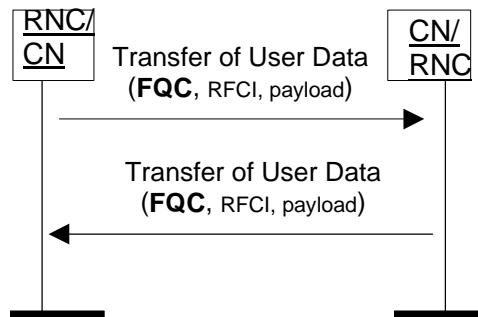 RNC/
CN
CN/
RNC
Transfer of User Data
(FQC, RFCI, payload)
Transfer of User Data
(FQC, RFCI, payload)